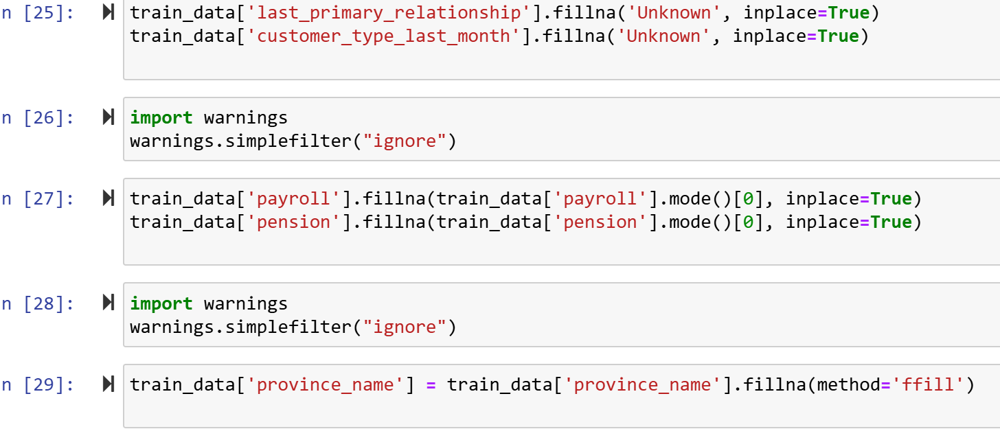 n [25]:
train_data['last_primary_relationship'].fillna('Unknown', inplace=True)
train_data['customer_type_last_month'].fillna('Unknown', inplace=True)
n [26]:
import warnings
warnings.simplefilter("ignore")
n [27]:
train_data['payroll'].fillna(train_data['payroll'].mode()[0], inplace=True)
train_data['pension'].fillna(train_data['pension'].mode()[0], inplace=True)
n [28]:
import warnings
warnings.simplefilter("ignore")
n [29]:
train_data['province_name'] = train_data['province_name'].fillna(method='ffill')